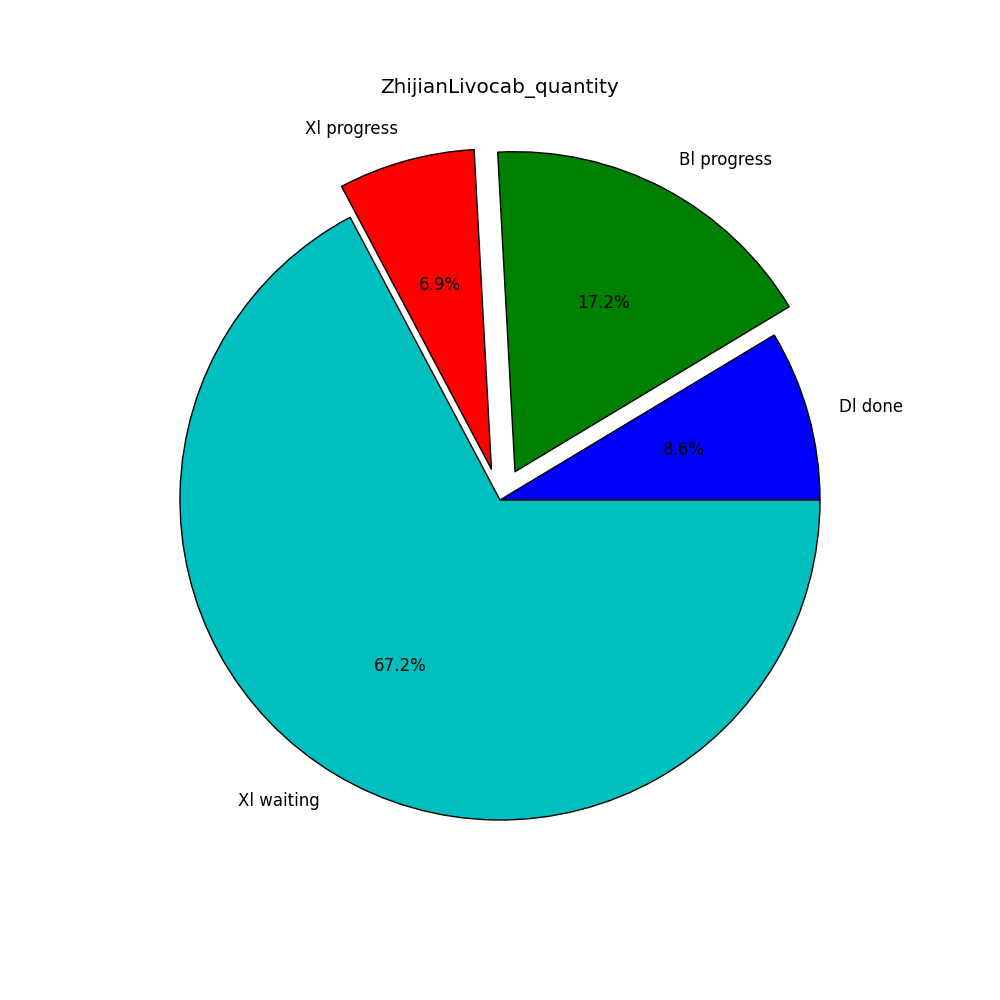 ZhijianLivocab_quantity
Xl progress
Bl progress
6.9%
17.2%
Dl done
8.6%
67.2%
Xl waiting